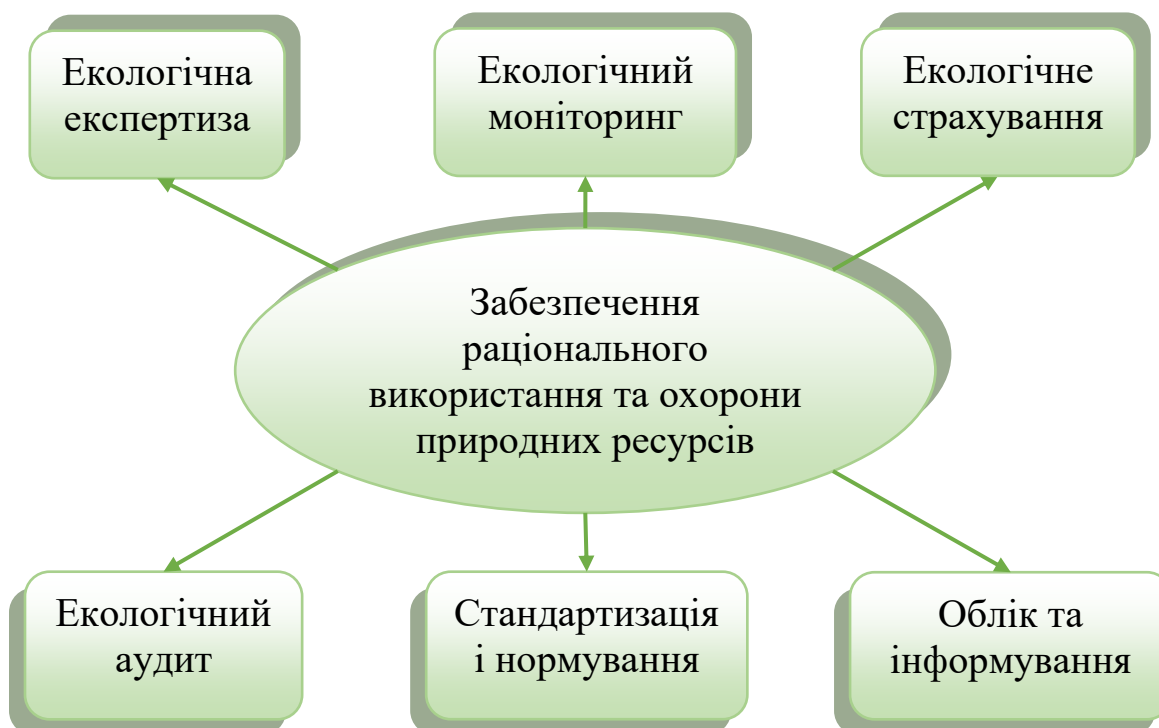 Екологічна
експертиза
Екологічний
моніторинг
Екологічне
страхування
Забезпечення
раціонального
використання та охорони
природних ресурсів
Екологічний
аудит
Стандартизація
і нормування
Облік та
інформування